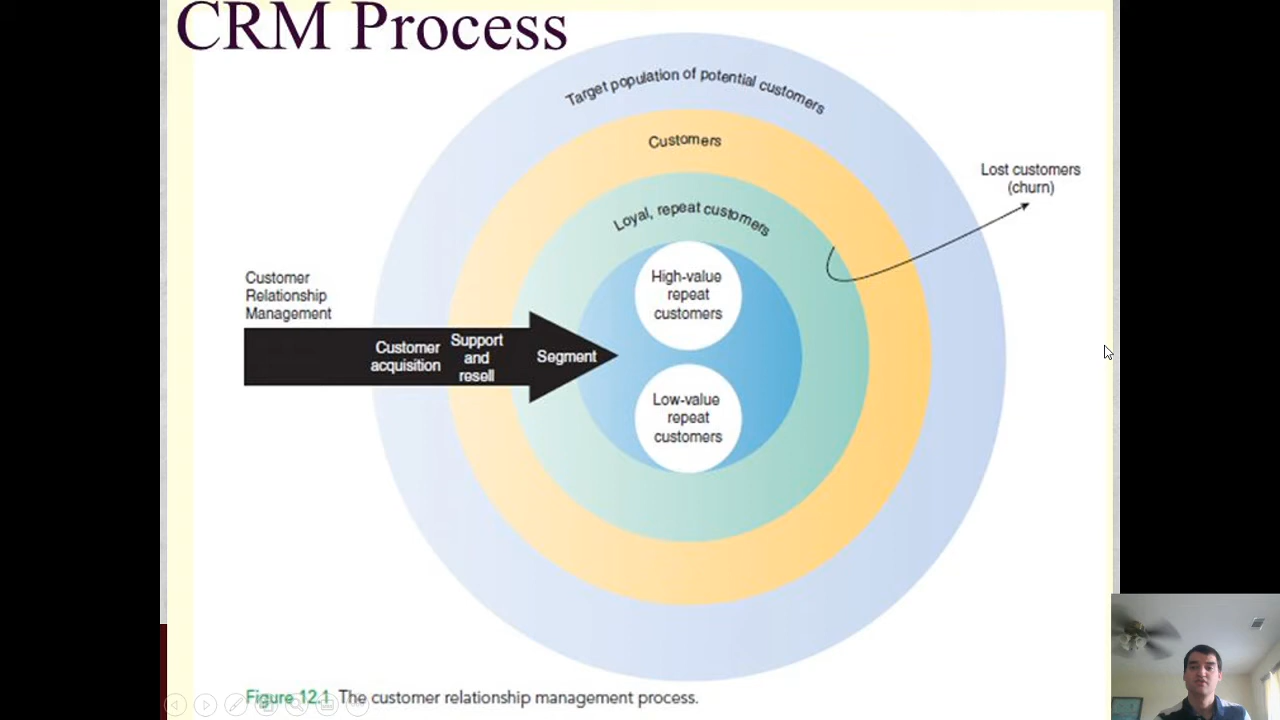 CRM Process
Target population of potential customers
Customers
Lost customers
(churn)
Loyal, repeat customers
High-value
repeat
customers
Customer
Relationship
Management
Customer
acquisition
Support
and
resell
Segment
Low-value
repeat
customers
Figure 12.1 The customer relationship management process.